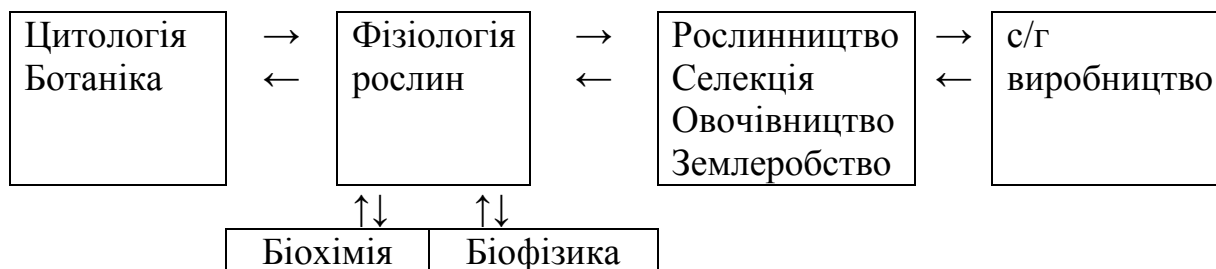 Цитологія → Фізіологія → Рослинництво → с/г
Ботаніка ← рослин ← Селекція ← виробництво
Овочівництво
Землеробство
↑↓ ↑↓
Біохімія Біофізика